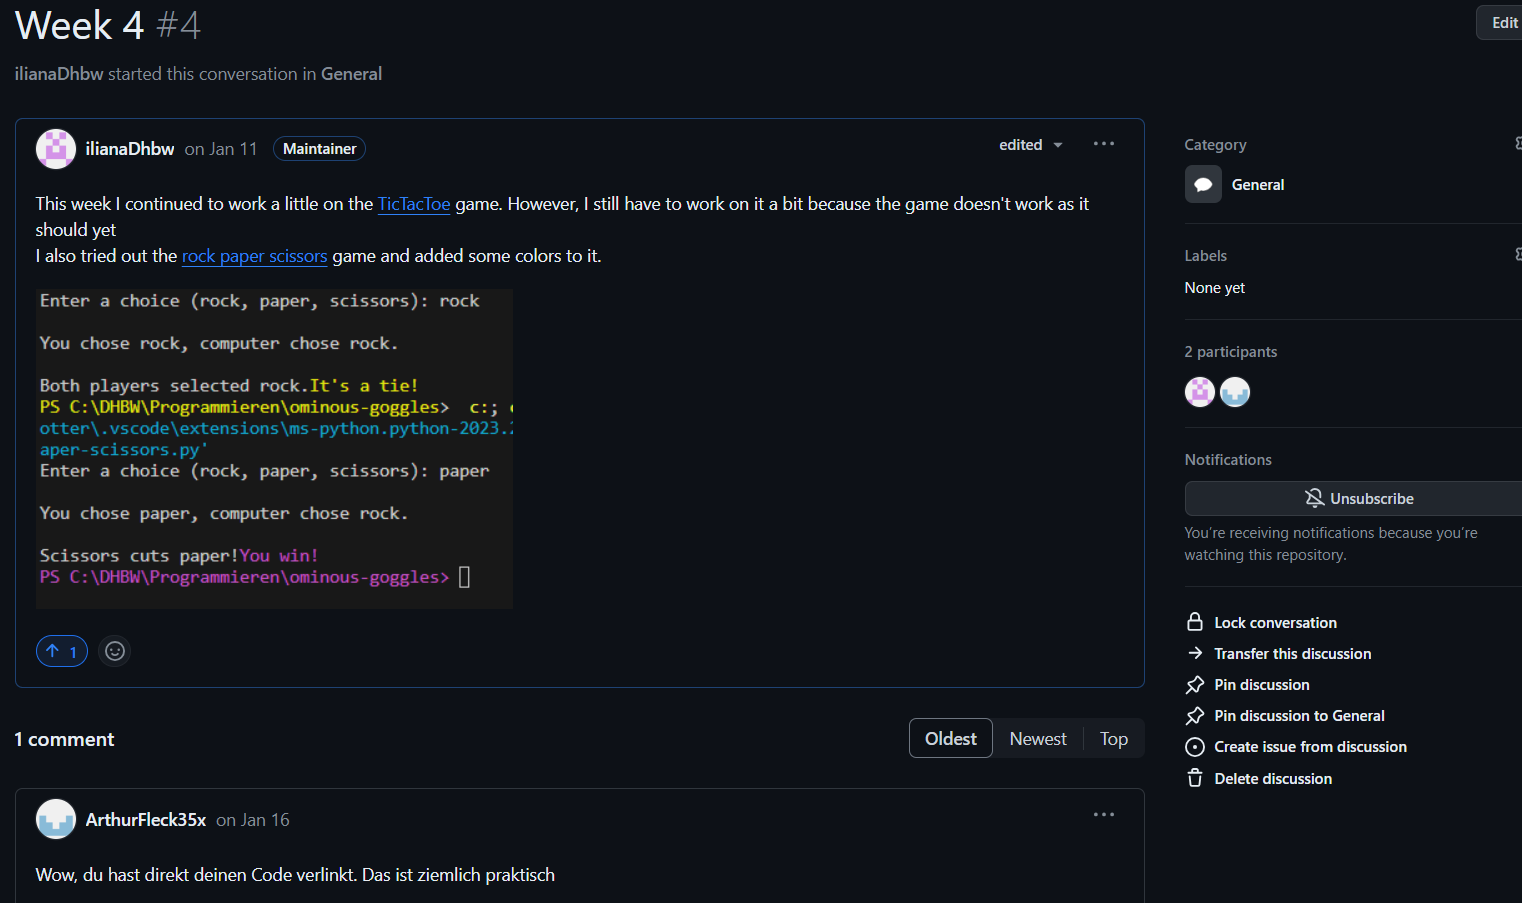 Week 4 #4
Edit
ilianaDhbw started this conversation in General
ilianaDhbw on Jan 11 Maintainer
edited
This week I continued to work a little on the TicTacToe game. However, I still have to work on it a bit because the game doesn't work as it
should yet
I also tried out the rock paper scissors game and added some colors to it.
Enter a choice (rock, paper, scissors): rock
You chose rock, computer chose rock.
Both players selected rock.It's a tie!
PS C:\DHBW\Programmieren\ominous-goggles> c:;
otter\.vscode\extensions\ms-python.python-2023.
aper-scissors.py'
Enter a choice (rock, paper, scissors): paper
You chose paper, computer chose rock.
Scissors cuts paper!You win!
PS C:\DHBW\Programmieren\ominous-goggles>
1
1 comment
Oldest
Newest
Top
ArthurFleck35x on Jan 16
Wow, du hast direkt deinen Code verlinkt. Das ist ziemlich praktisch
Category
General
Labels
None yet
2 participants
Notifications
Unsubscribe
You're receiving notifications because you're
watching this repository.
Lock conversation
Transfer this discussion
Pin discussion
Pin discussion to General
Create issue from discussion
Delete discussion